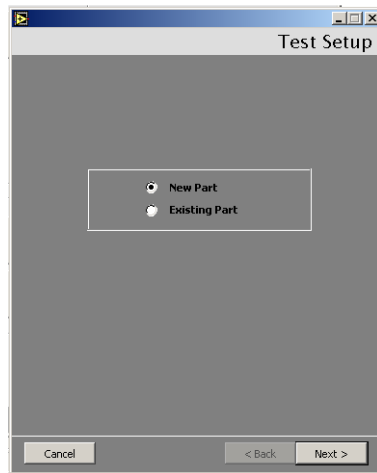 Test Setup
New Part
Existing Part
Cancel
< Back
Next >